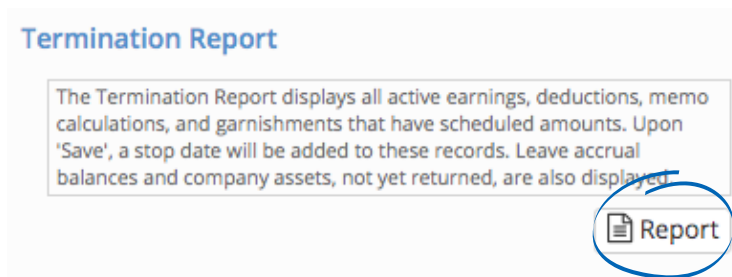 Termination Report
The Termination Report displays all active earnings, deductions, memo
calculations, and garnishments that have scheduled amounts. Upon
'Save', a stop date will be added to these records. Leave accrual
balances and company assets, not yet returned, are also displayed.
Report